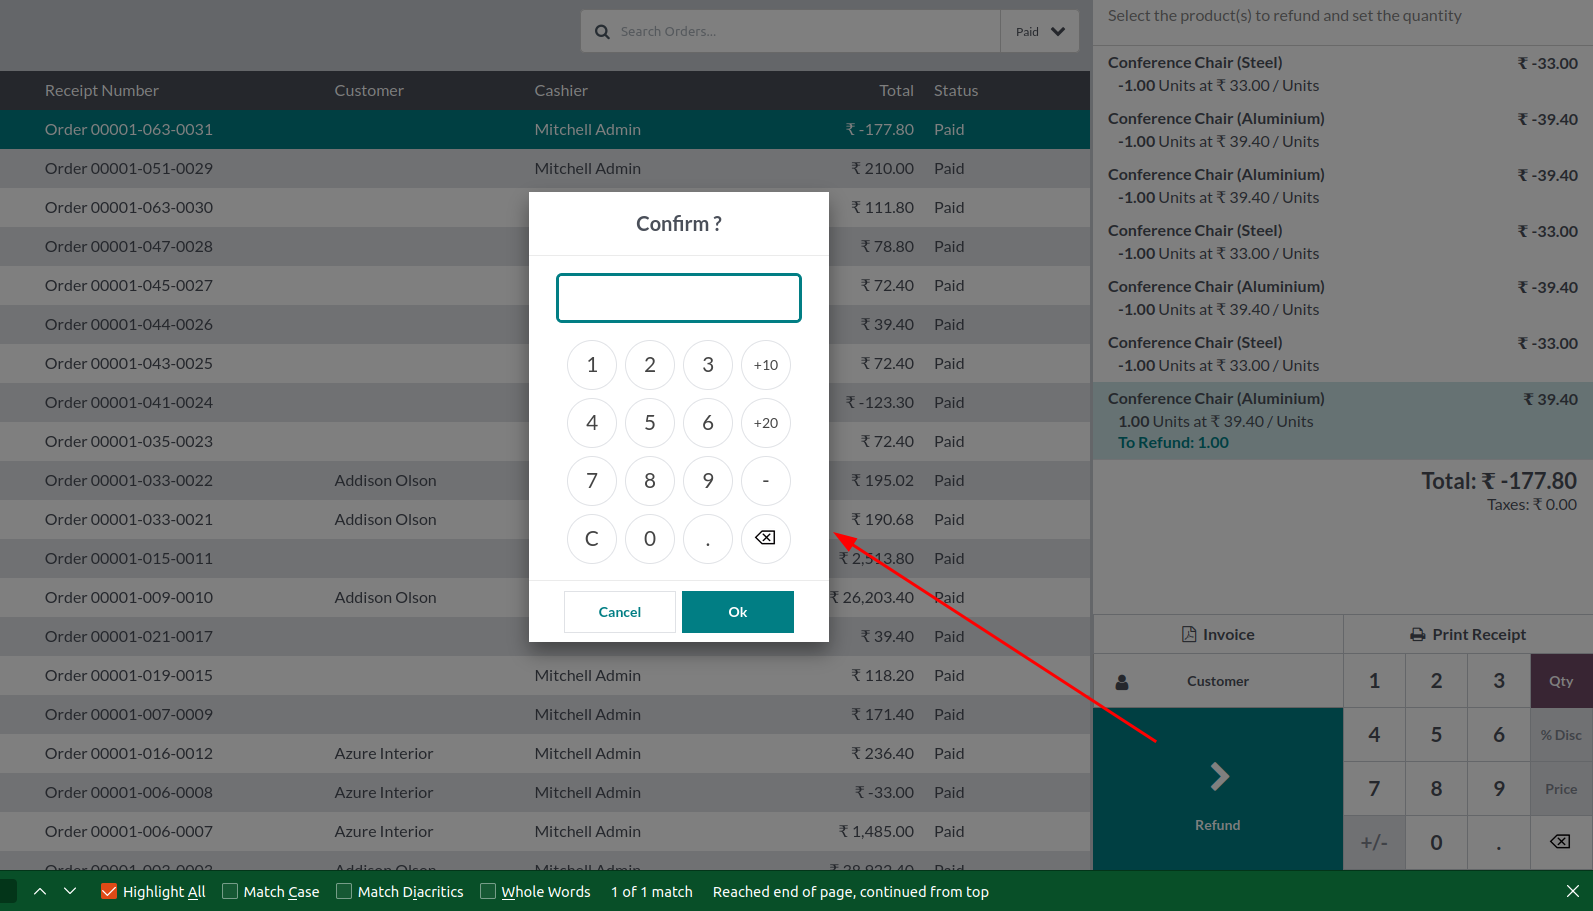 Search Orders...
Paid
Receipt Number Customer Cashier Total Status
Order 00001-063-0031 Mitchell Admin ₹ -177.80 Paid
Order 00001-051-0029 Mitchell Admin ₹ 210.00 Paid
Order 00001-063-0030 ₹ 111.80 Paid
Order 00001-047-0028 ₹ 78.80 Paid
Order 00001-045-0027 ₹ 72.40 Paid
Order 00001-044-0026 ₹ 39.40 Paid
Order 00001-043-0025 ₹ 72.40 Paid
Order 00001-041-0024 ₹ -123.30 Paid
Order 00001-035-0023 ₹ 72.40 Paid
Order 00001-033-0022 Addison Olson ₹ 195.02 Paid
Order 00001-033-0021 Addison Olson ₹ 190.68 Paid
Order 00001-015-0011 ₹ 2,513.80 Paid
Order 00001-009-0010 Addison Olson ₹ 26,203.40 Paid
Order 00001-021-0017 ₹ 39.40 Paid
Order 00001-019-0015 Mitchell Admin ₹ 118.20 Paid
Order 00001-007-0009 Mitchell Admin ₹ 171.40 Paid
Order 00001-016-0012 Azure Interior Mitchell Admin ₹ 236.40 Paid
Order 00001-006-0008 Azure Interior Mitchell Admin ₹ -33.00 Paid
Order 00001-006-0007 Azure Interior Mitchell Admin ₹ 1,485.00 Paid
Confirm ?
1 2 3 +10
4 5 6 +20
7 8 9 -
C 0 .
Cancel Ok
Select the product(s) to refund and set the quantity
Conference Chair (Steel) ₹ -33.00
-1.00 Units at ₹ 33.00 / Units
Conference Chair (Aluminium) ₹ -39.40
-1.00 Units at ₹ 39.40 / Units
Conference Chair (Aluminium) ₹ -39.40
-1.00 Units at ₹ 39.40 / Units
Conference Chair (Steel) ₹ -33.00
-1.00 Units at ₹ 33.00 / Units
Conference Chair (Aluminium) ₹ -39.40
-1.00 Units at ₹ 39.40 / Units
Conference Chair (Steel) ₹ -33.00
-1.00 Units at ₹ 33.00 / Units
Conference Chair (Aluminium) ₹ 39.40
1.00 Units at ₹ 39.40 / Units
To Refund: 1.00
Total: ₹ -177.80
Taxes: ₹ 0.00
Invoice Print Receipt
Customer
Refund
1 2 3 Qty
4 5 6 % Disc
7 8 9 Price
+/- 0 .
Highlight All Match Case Match Diacritics Whole Words 1 of 1 match Reached end of page, continued from top